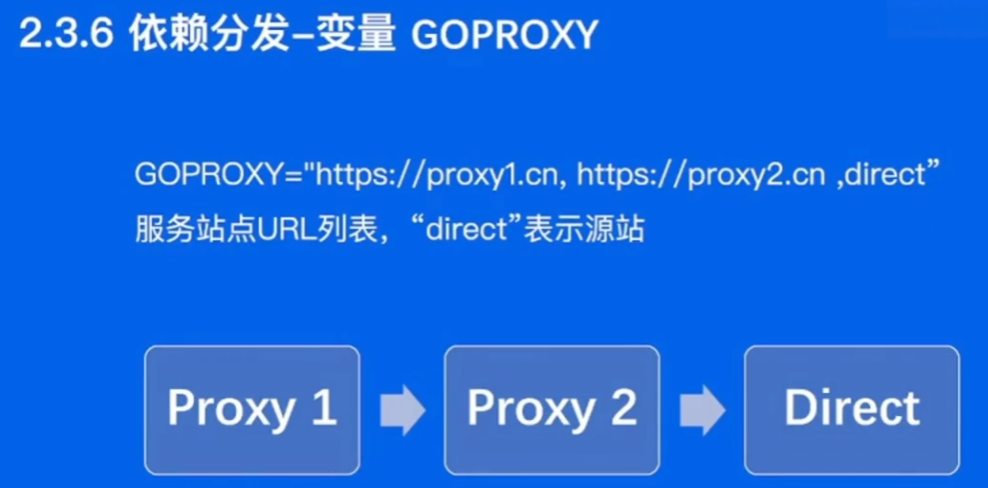 2.3.6 依赖分发-变量 GOPROXY
GOPROXY="https://proxy1.cn, https://proxy2.cn ,direct”
服务站点URL列表，“direct”表示源站
Proxy 1
Proxy 2
Direct